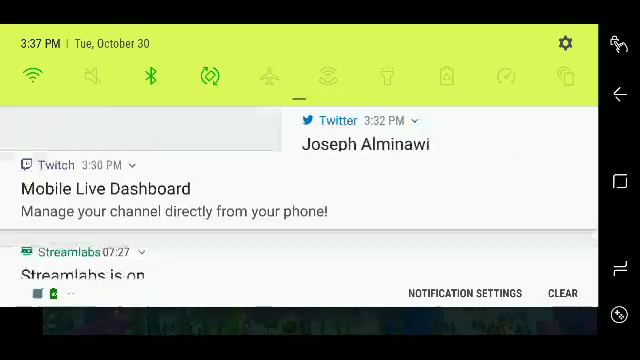 3:37 PM | Tue, October 30
Twitter 3:32 PM
Joseph Alminawi
Twitch 3:30 PM
Mobile Live Dashboard
Manage your channel directly from your phone!
Streamlabs 07:27
Streamlabs is on
NOTIFICATION SETTINGS CLEAR